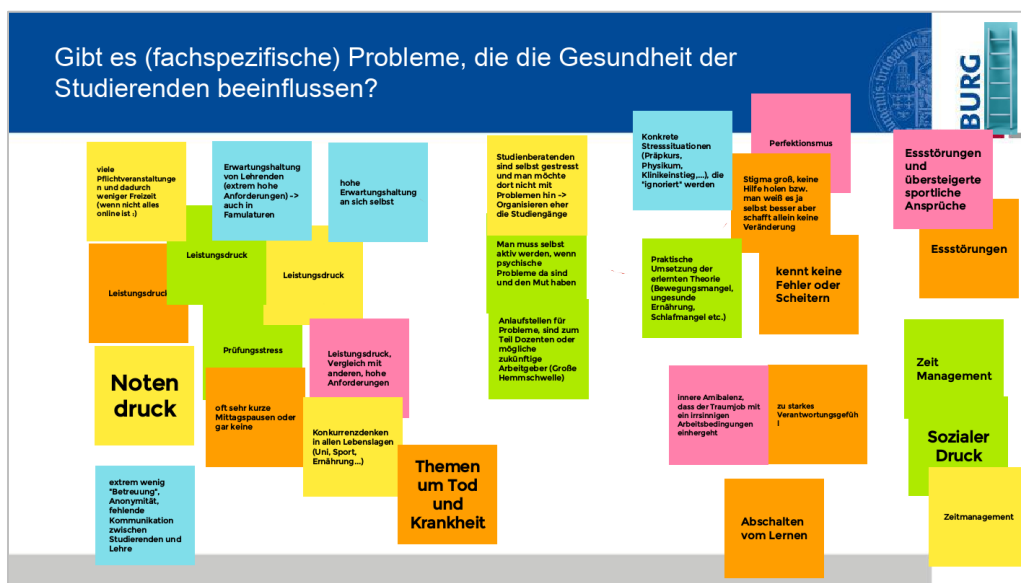 Gibt es (fachspezifische) Probleme, die die Gesundheit der
Studierenden beeinflussen?
BURG
viele
Pflichtveranstaltunge
n und dadurch
weniger Freizeit
(wenn nicht alles
online ist :)
Erwartungshaltung
von Lehrenden
(extrem hohe
Anforderungen) ->
auch in
Famulaturen
hohe
Erwartungshaltung
an sich selbst
Leistungsdruck
Leistungsdruck
Leistungsdruck
Prüfungsstress
Leistungsdruck,
Vergleich mit
anderen, hohe
Anforderungen
Noten
druck
oft sehr kurze
Mittagspausen oder
gar keine
Konkurrenzdenken
in allen Lebenslagen
(Uni, Sport,
Ernährung...)
Themen
um Tod
und
Krankheit
extrem wenig
"Betreuung",
Anonymität,
fehlende
Kommunikation
zwischen
Studierenden und
Lehre
Studienberatenden
sind selbst gestresst
und man möchte
dort nicht mit
Problemen hin ->
Organisieren eher
die Studiengänge
Man muss selbst
aktiv werden, wenn
psychische
Probleme da sind
und den Mut haben
Anlaufstellen für
Probleme, sind zum
Teil Dozenten oder
mögliche
zukünftige
Arbeitgeber (Große
Hemmschwelle)
Konkrete
Stresssituationen
(Präpkurs,
Physikum,
Klinikeinstieg,...), die
"ignoriert" werden
Perfektionsmus
Stigma groß, keine
Hilfe holen bzw.
man weiß es ja
selbst besser aber
schafft allein keine
Veränderung
Praktische
Umsetzung der
erlernten Theorie
(Bewegungsmangel,
ungesunde
Ernährung,
Schlafmangel etc.)
kennt keine
Fehler oder
Scheitern
innere Amibalenz,
dass der Traumjob mit
ein irrsinnigen
Arbeitsbedingungen
einhergeht
zu starkes
Verantwortungsgefüh
l
Abschalten
vom Lernen
Essstörungen
und
übersteigerte
sportliche
Ansprüche
Essstörungen
Zeit
Management
Sozialer
Druck
Zeitmanagement